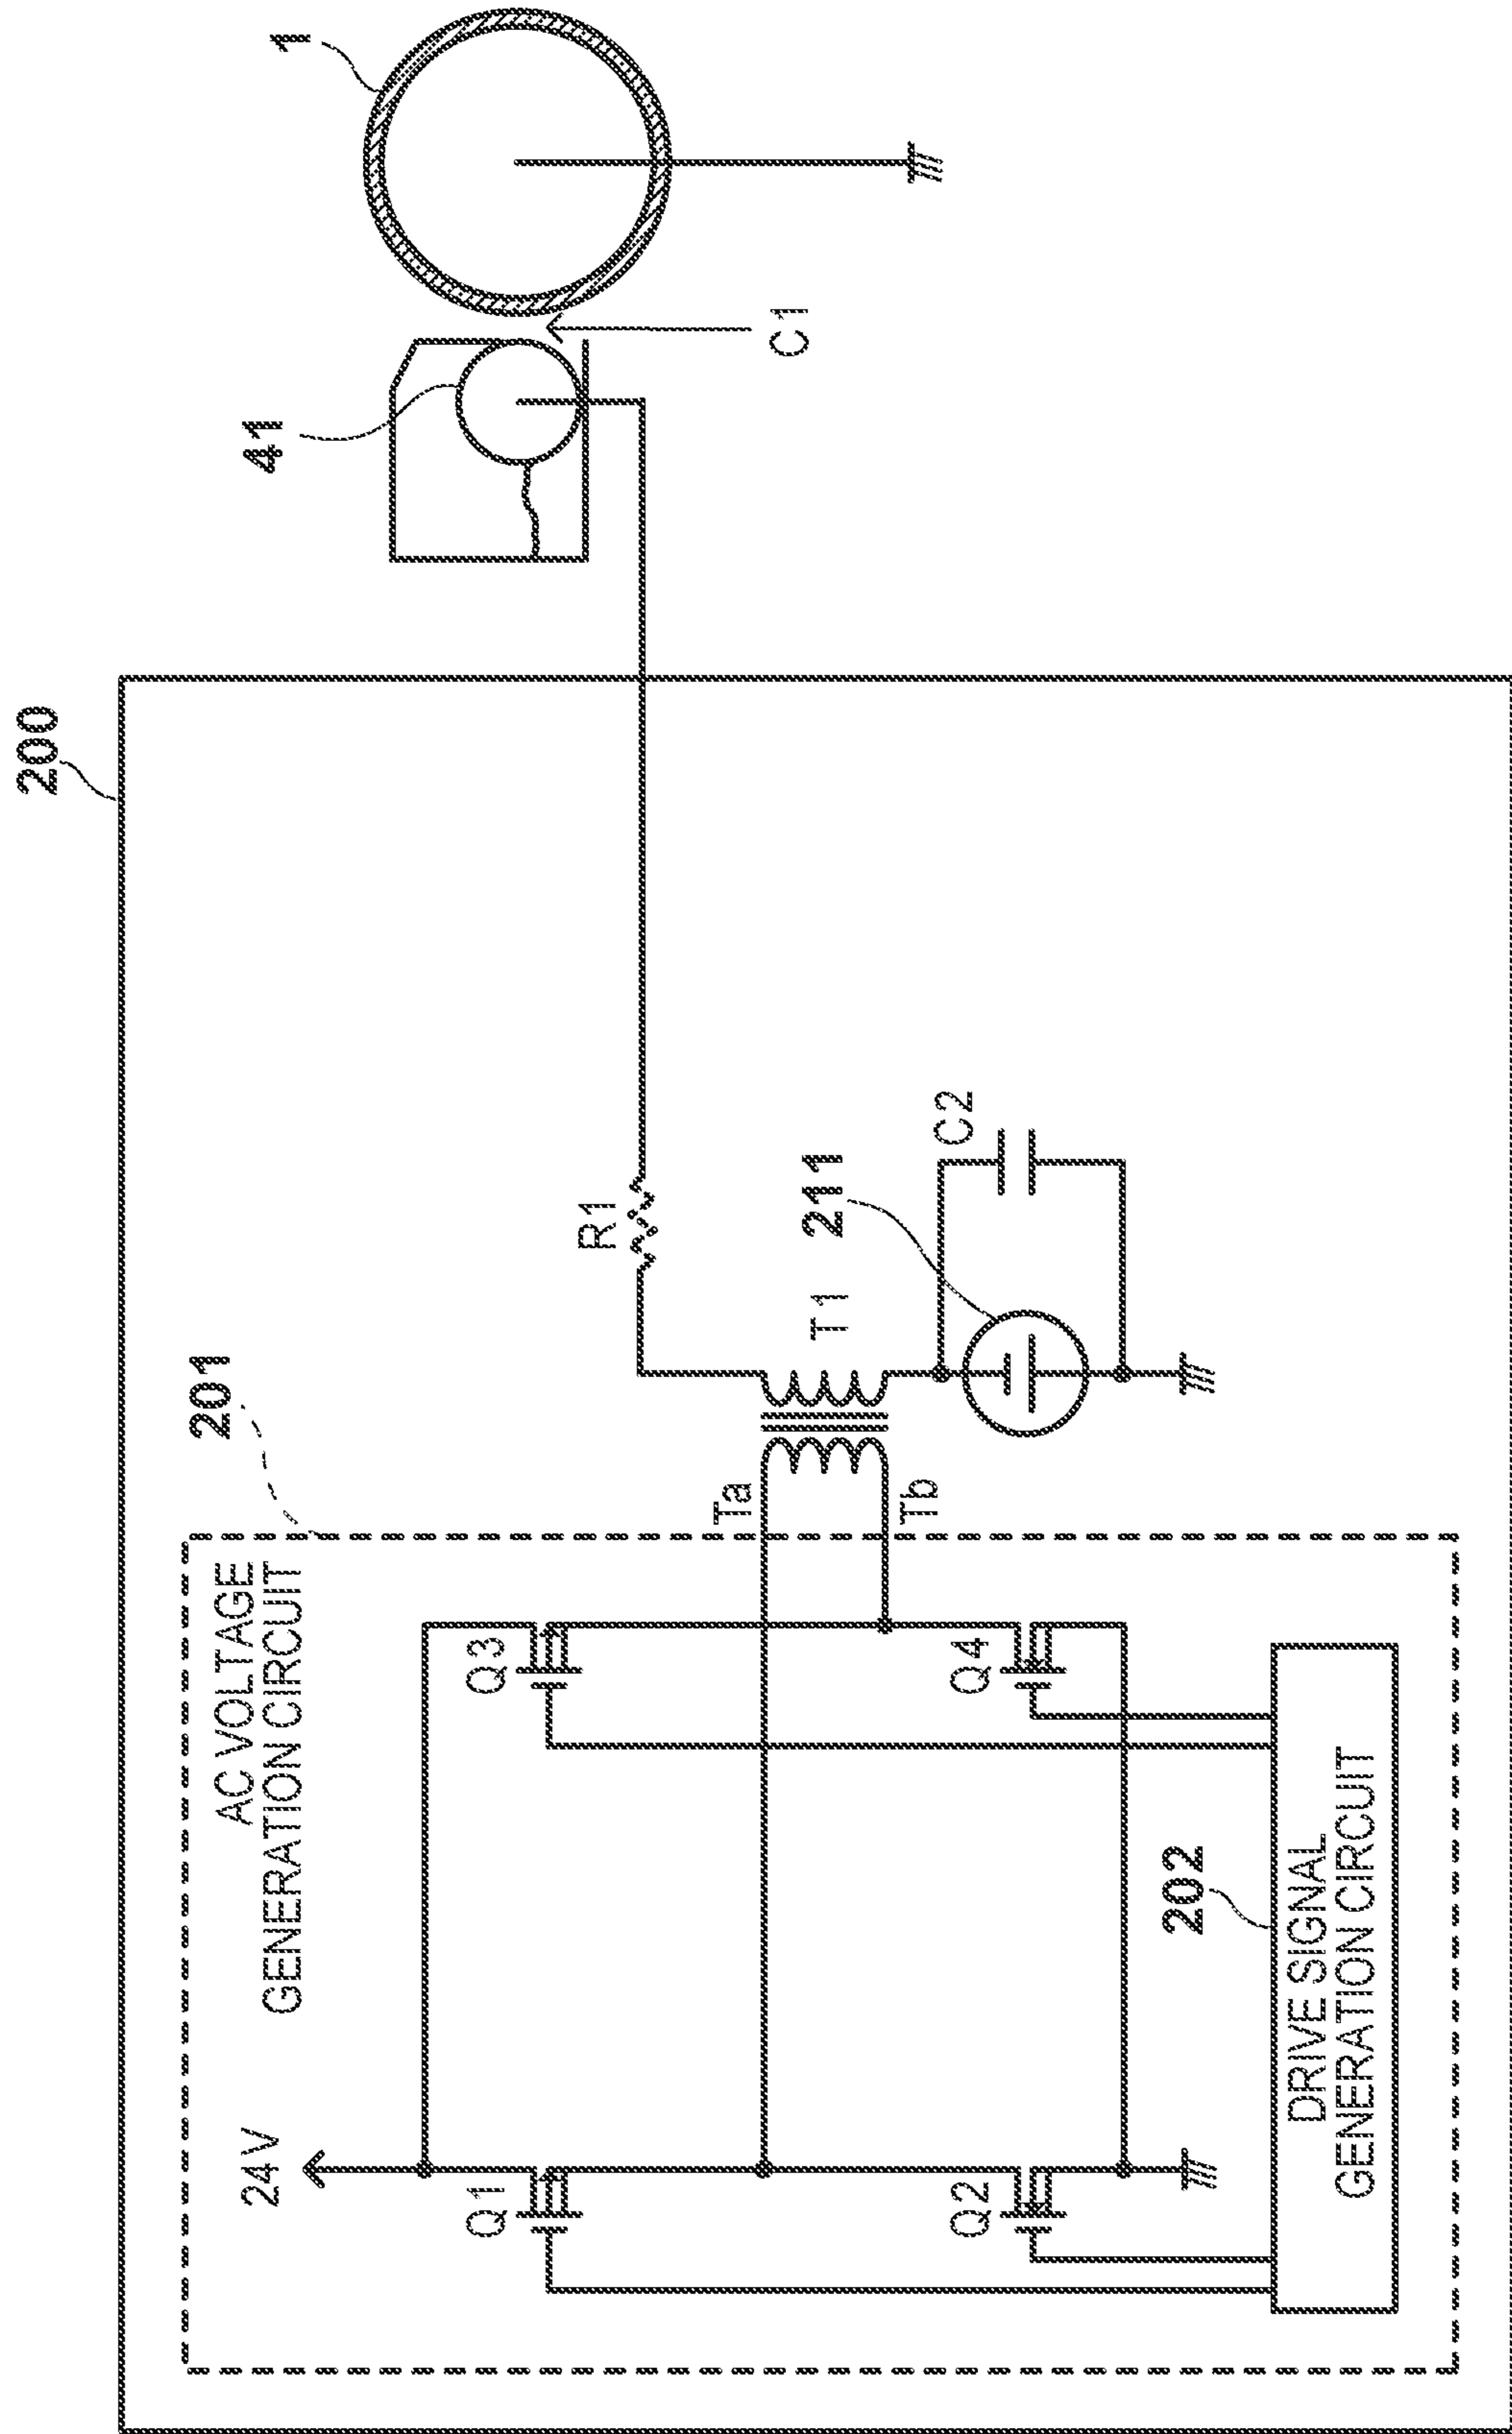 200
201
AC VOLTAGE
GENERATION CIRCUIT
24V
Q1
Q3
Q2
Q4
Ta
Tb
T1
R1
211
C2
202
DRIVE SIGNAL
GENERATION CIRCUIT
41
1
C1